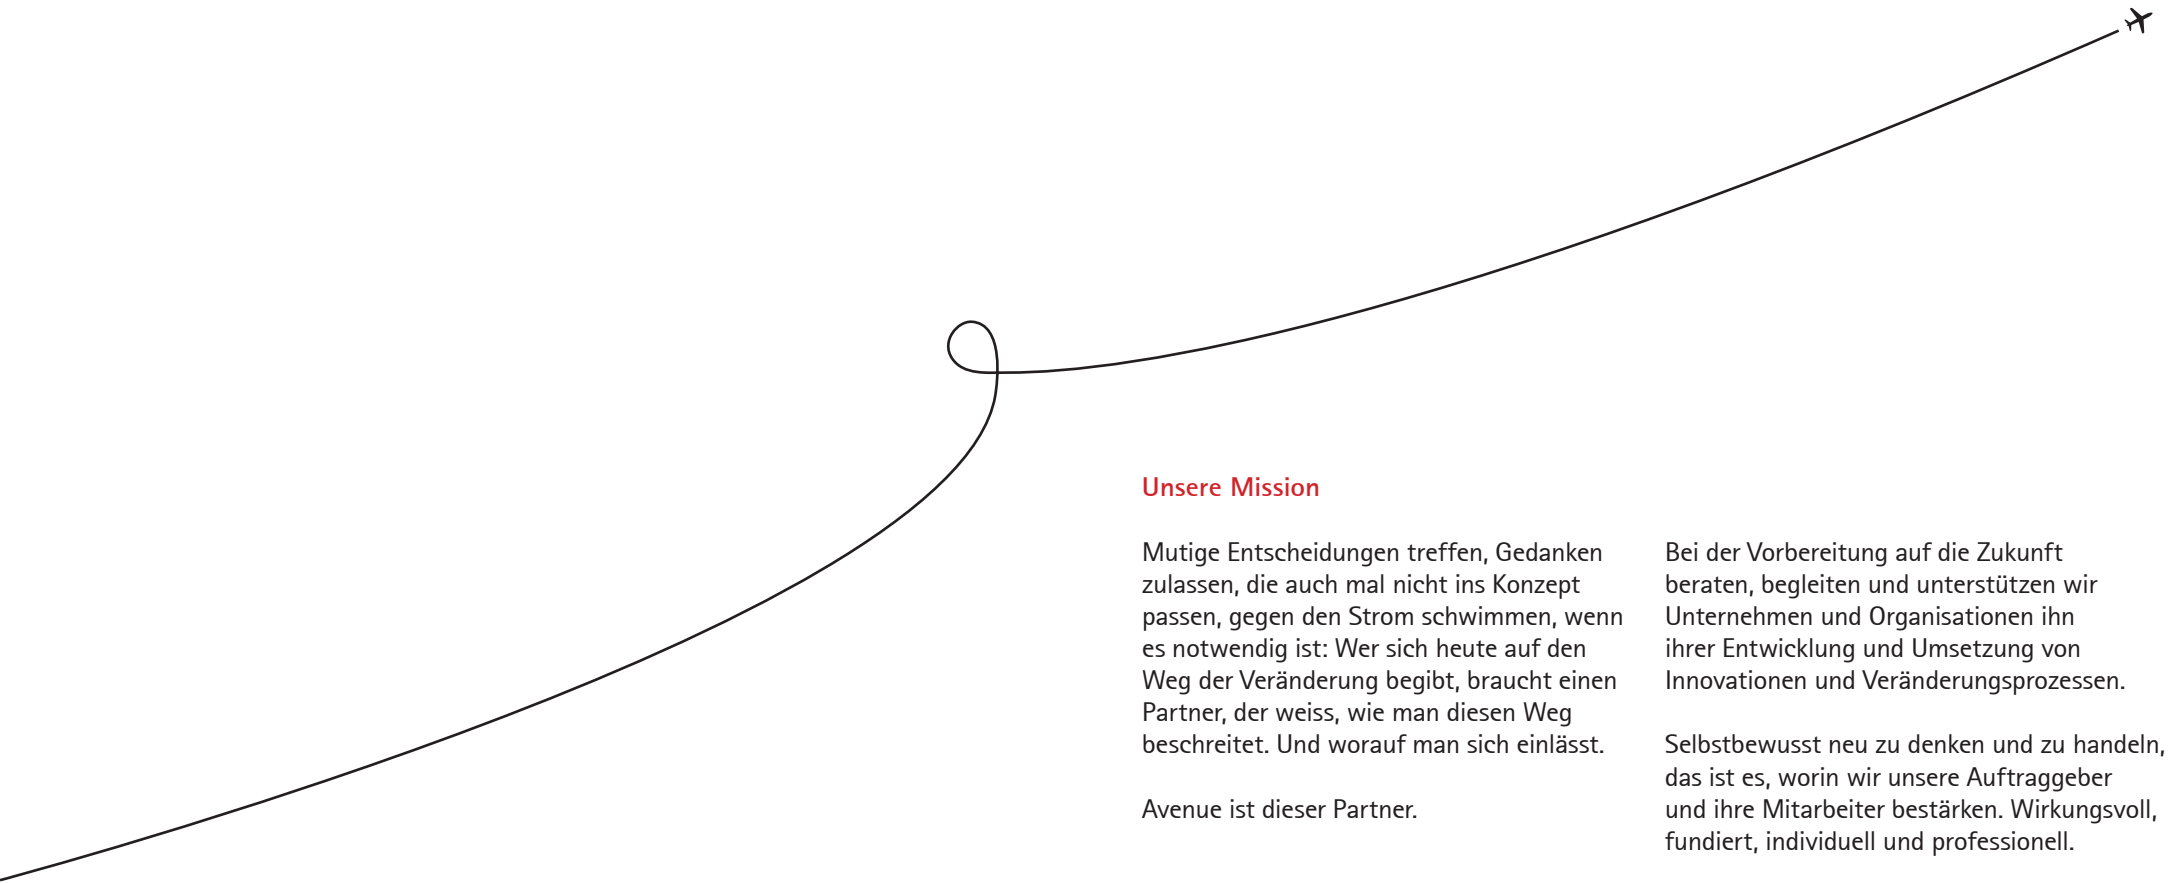 Unsere Mission
Mutige Entscheidungen treffen, Gedanken
zulassen, die auch mal nicht ins Konzept
passen, gegen den Strom schwimmen, wenn
es notwendig ist: Wer sich heute auf den
Weg der Veränderung begibt, braucht einen
Partner, der weiss, wie man diesen Weg
beschreitet. Und worauf man sich einlässt.
Avenue ist dieser Partner.
Bei der Vorbereitung auf die Zukunft
beraten, begleiten und unterstützen wir
Unternehmen und Organisationen ihn
ihrer Entwicklung und Umsetzung von
Innovationen und Veränderungsprozessen.
Selbstbewusst neu zu denken und zu handeln,
das ist es, worin wir unsere Auftraggeber
und ihre Mitarbeiter bestärken. Wirkungsvoll,
fundiert, individuell und professionell.